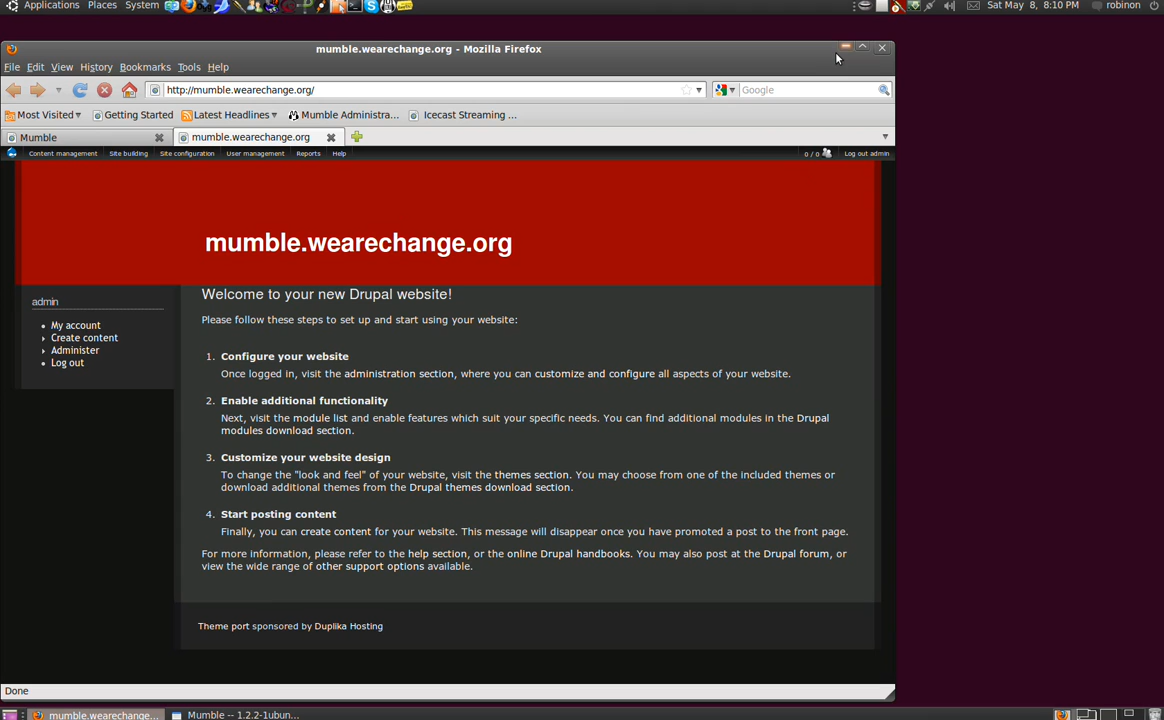 Applications Places System Sat May 8, 8:10 PM robinon
mumble.wearechange.org - Mozilla Firefox
File Edit View History Bookmarks Tools Help
http://mumble.wearechange.org/ Google
Most Visited Getting Started Latest Headlines Mumble Administra... Icecast Streaming ...
Mumble mumble.wearechange.org
Content management Site building Site configuration User management Reports Help 0 / 0 Log out admin
mumble.wearechange.org
admin
My account
Create content
Administer
Log out
Welcome to your new Drupal website!
Please follow these steps to set up and start using your website:
1. Configure your website
Once logged in, visit the administration section, where you can customize and configure all aspects of your website.
2. Enable additional functionality
Next, visit the module list and enable features which suit your specific needs. You can find additional modules in the Drupal
modules download section.
3. Customize your website design
To change the "look and feel" of your website, visit the themes section. You may choose from one of the included themes or
download additional themes from the Drupal themes download section.
4. Start posting content
Finally, you can create content for your website. This message will disappear once you have promoted a post to the front page.
For more information, please refer to the help section, or the online Drupal handbooks. You may also post at the Drupal forum, or
view the wide range of other support options available.
Theme port sponsored by Duplika Hosting
Done
mumble.wearechange... Mumble -- 1.2.2-1ubun...